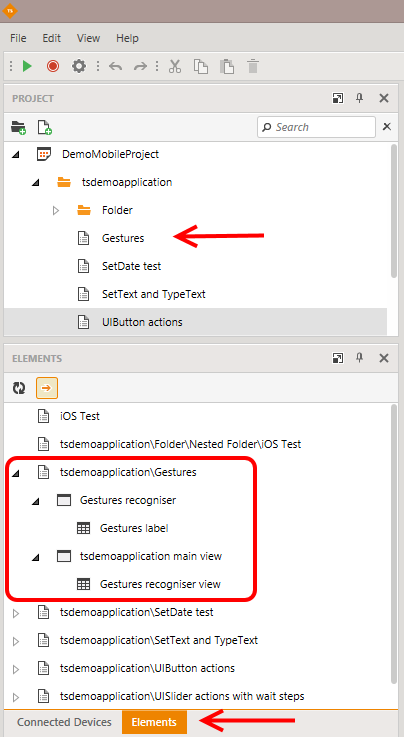 TS
File Edit View Help
PROJECT
Search
DemoMobileProject
tsdemoapplication
Folder
Gestures
SetDate test
SetText and TypeText
UIButton actions
ELEMENTS
iOS Test
tsdemoapplication\Folder\Nested Folder\iOS Test
tsdemoapplication\Gestures
Gestures recogniser
Gestures label
tsdemoapplication main view
Gestures recogniser view
tsdemoapplication\SetDate test
tsdemoapplication\SetText and TypeText
tsdemoapplication\UIButton actions
tsdemoapplication\UISlider actions with wait steps
Connected Devices Elements